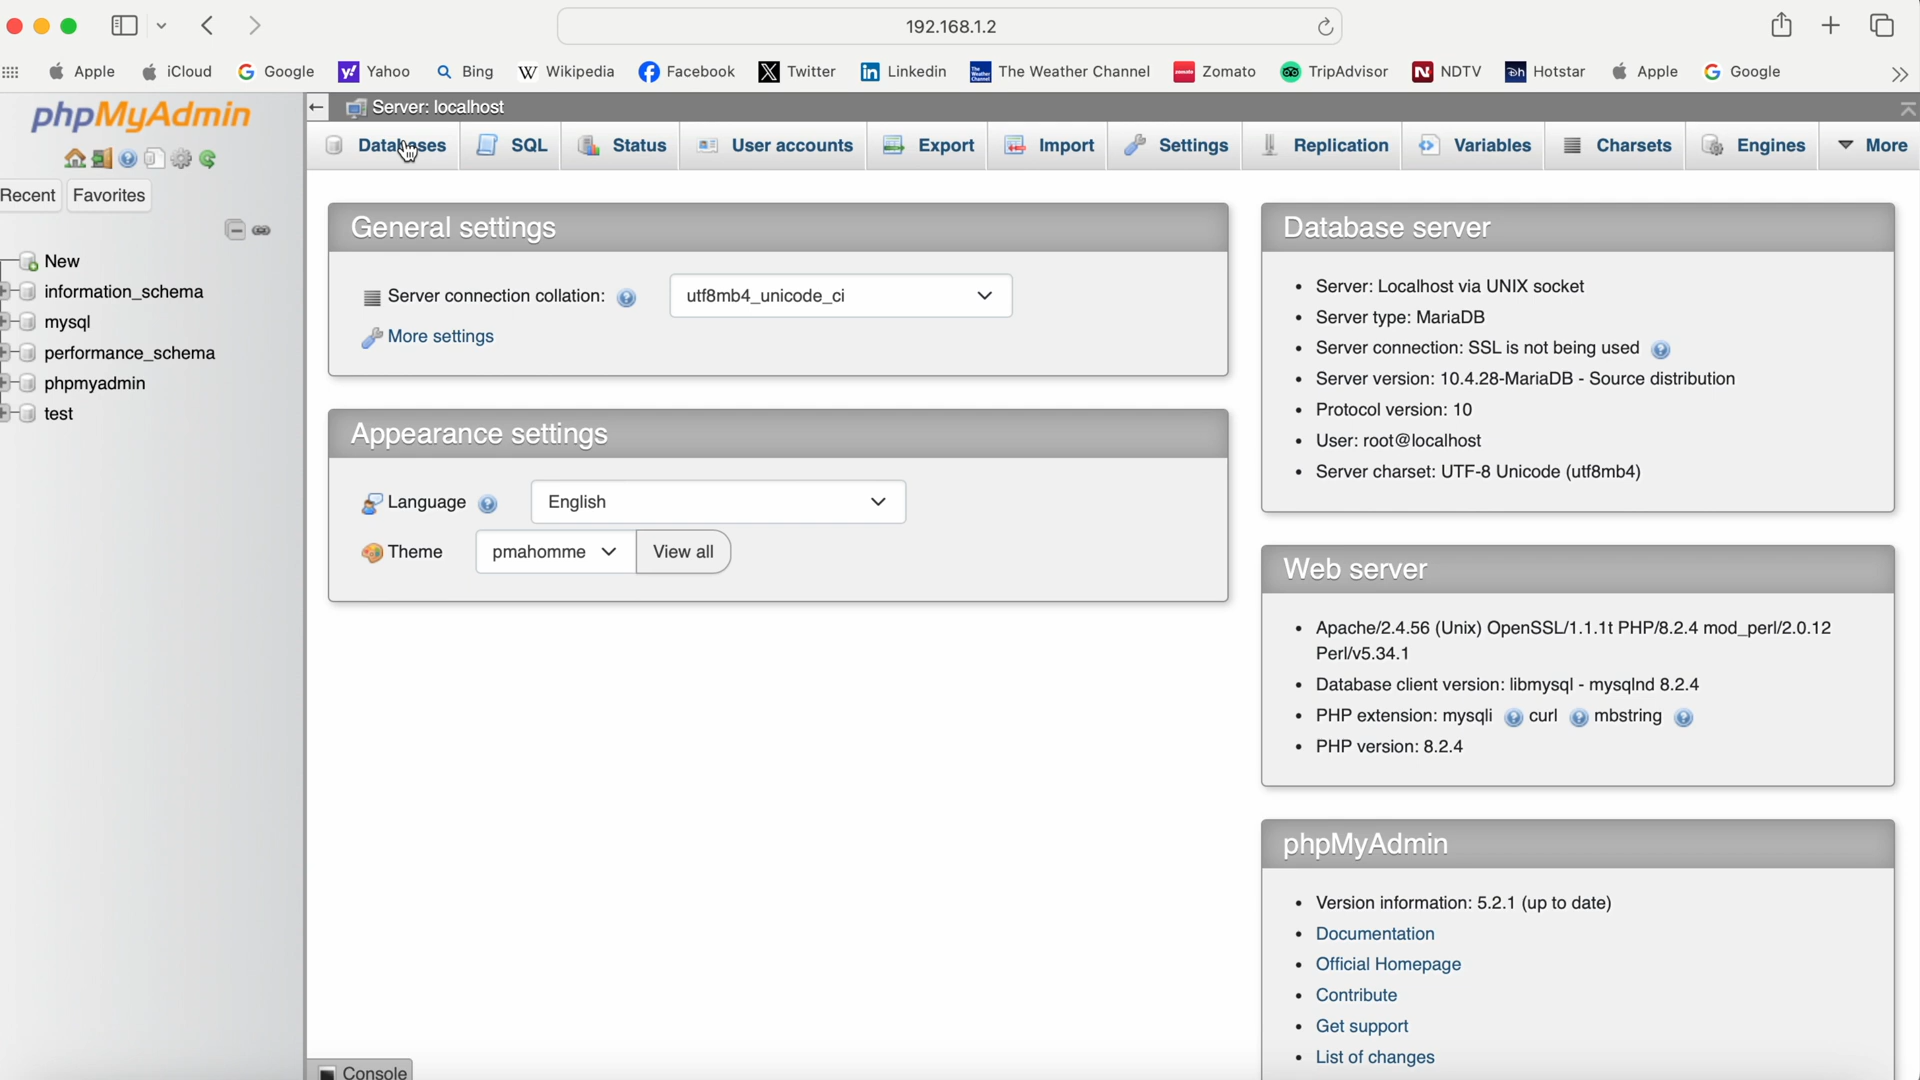 192.168.1.2
Apple iCloud Google Yahoo Bing Wikipedia Facebook Twitter Linkedin The Weather Channel Zomato TripAdvisor NDTV Hotstar Apple Google
phpMyAdmin
Recent Favorites
New
information_schema
mysql
performance_schema
phpmyadmin
test
Server: localhost
Databases SQL Status User accounts Export Import Settings Replication Variables Charsets Engines More
General settings
Server connection collation: utf8mb4_unicode_ci
More settings
Appearance settings
Language English
Theme pmahomme View all
Database server
• Server: Localhost via UNIX socket
• Server type: MariaDB
• Server connection: SSL is not being used
• Server version: 10.4.28-MariaDB - Source distribution
• Protocol version: 10
• User: root@localhost
• Server charset: UTF-8 Unicode (utf8mb4)
Web server
• Apache/2.4.56 (Unix) OpenSSL/1.1.1t PHP/8.2.4 mod_perl/2.0.12
Perl/v5.34.1
• Database client version: libmysql - mysqlnd 8.2.4
• PHP extension: mysqli curl mbstring
• PHP version: 8.2.4
phpMyAdmin
• Version information: 5.2.1 (up to date)
• Documentation
• Official Homepage
• Contribute
• Get support
• List of changes
Console